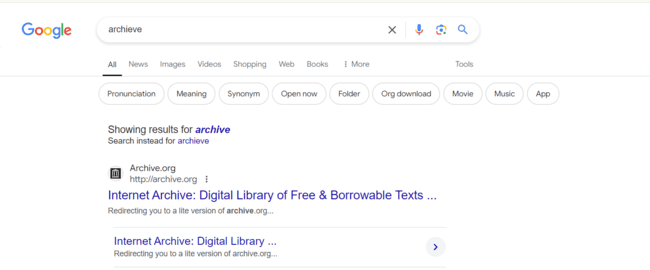 Google
archieve
All News Images Videos Shopping Web Books More Tools
Pronunciation Meaning Synonym Open now Folder Org download Movie Music App
Showing results for archive
Search instead for archieve
Archive.org
http://archive.org
Internet Archive: Digital Library of Free & Borrowable Texts ...
Redirecting you to a lite version of archive.org...
Internet Archive: Digital Library ...
Redirecting you to a lite version of archive.org...